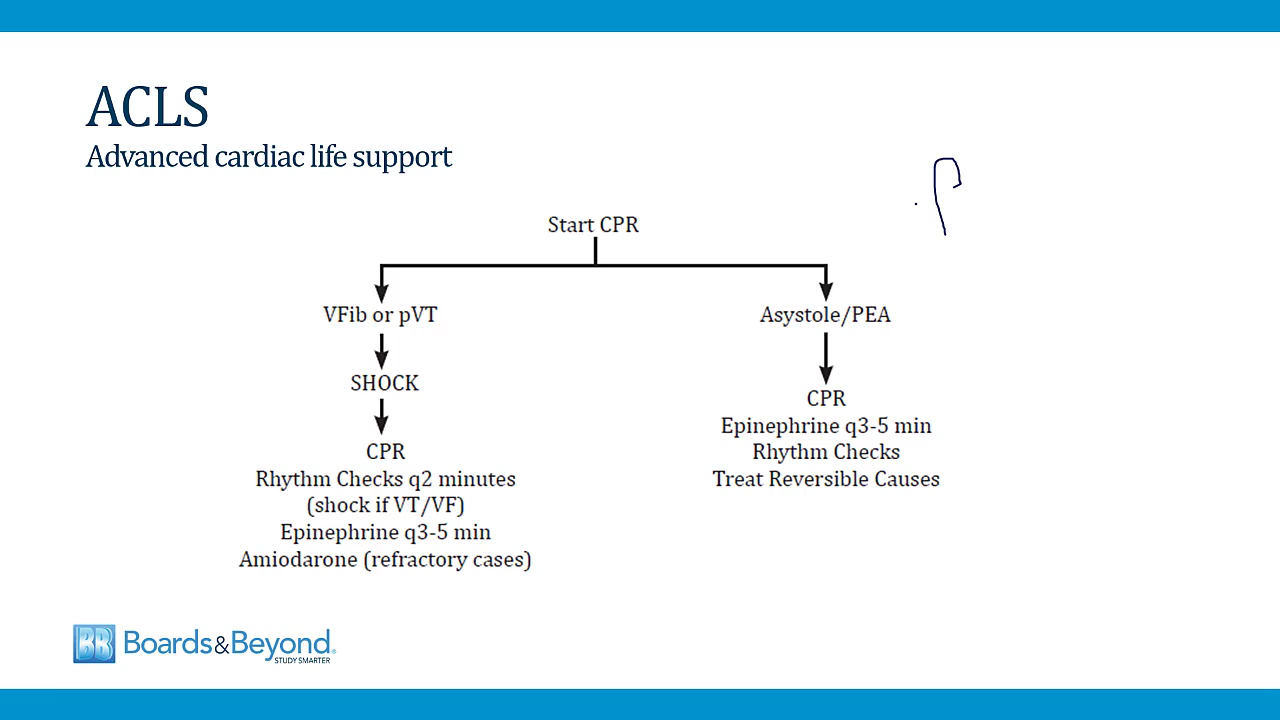 ACLS
Advanced cardiac life support
Start CPR
VFib or pVT
Asystole/PEA
SHOCK
CPR
Rhythm Checks q2 minutes
(shock if VT/VF)
Epinephrine q3-5 min
Amiodarone (refractory cases)
CPR
Epinephrine q3-5 min
Rhythm Checks
Treat Reversible Causes
BB Boards&Beyond®
STUDY SMARTER